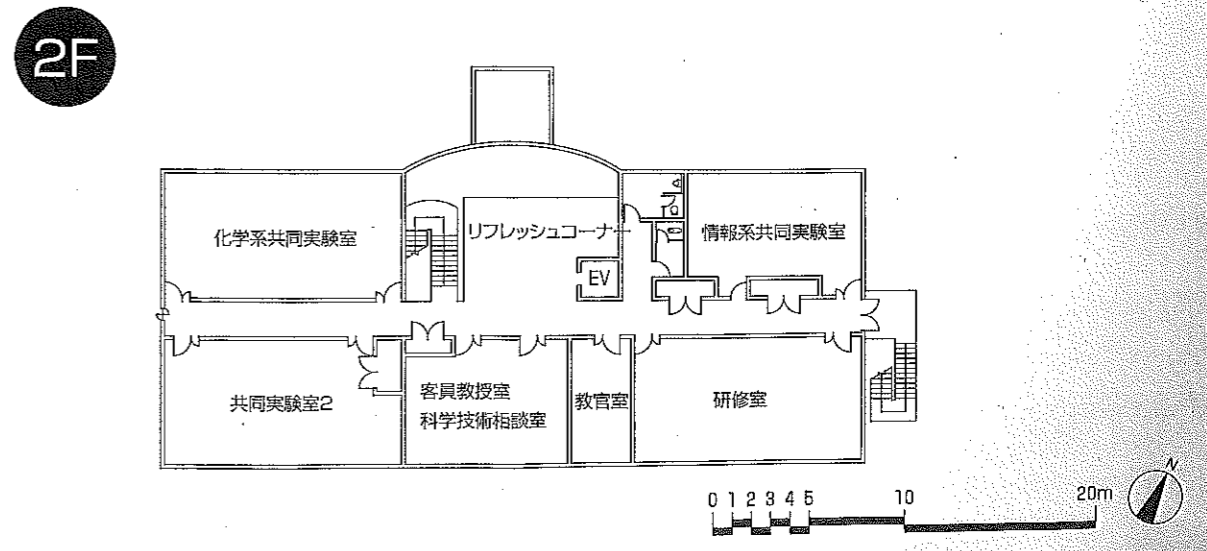 2F
化学系共同実験室
リフレッシュコーナー
情報系共同実験室
EV
共同実験室2
客員教授室
科学技術相談室
教官室
研修室
0 1 2 3 4 5 10 20m
N